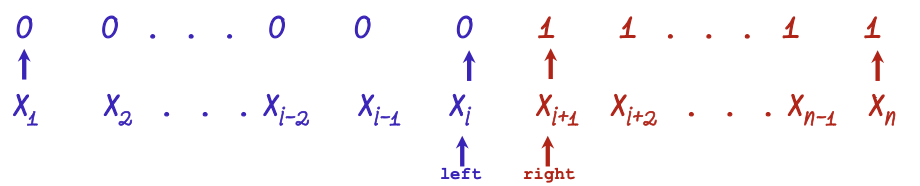 0 0 . . . 0 0 0 1 1 . . . 1 1
X₁ X₂ . . . Xᵢ₋₂ Xᵢ₋₁ Xᵢ Xᵢ₊₁ Xᵢ₊₂ . . . Xₙ₋₁ Xₙ
left right